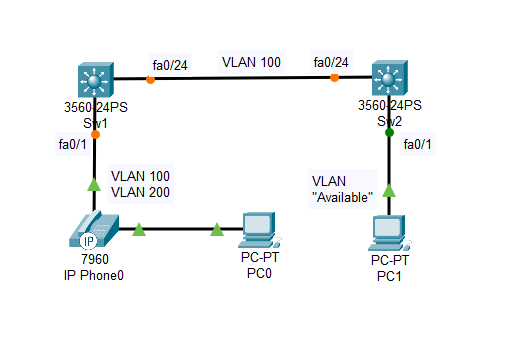 fa0/24
VLAN 100
fa0/24
3560-24PS
Sw1
3560-24PS
Sw2
fa0/1
fa0/1
VLAN 100
VLAN 200
VLAN
"Available"
IP
7960
IP Phone0
PC-PT
PC0
PC-PT
PC1